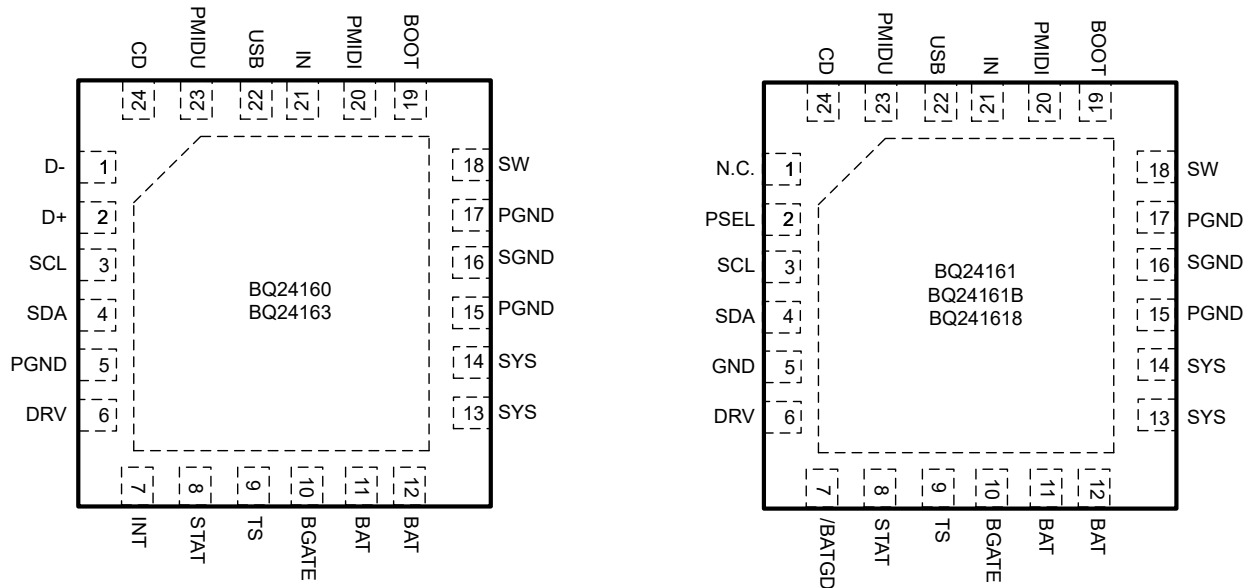 CD
PMIDU
USB
IN
PMIDI
BOOT
24
23
22
21
20
19
D-
1
D+
2
SCL
3
SDA
4
PGND
5
DRV
6
18
SW
17
PGND
16
SGND
15
PGND
14
SYS
13
SYS
BQ24160
BQ24163
7
8
9
10
11
12
INT
STAT
TS
BGATE
BAT
BAT
CD
PMIDU
USB
IN
PMIDI
BOOT
24
23
22
21
20
19
N.C.
1
PSEL
2
SCL
3
SDA
4
GND
5
DRV
6
18
SW
17
PGND
16
SGND
15
PGND
14
SYS
13
SYS
BQ24161
BQ24161B
BQ241618
7
8
9
10
11
12
/BATGD
STAT
TS
BGATE
BAT
BAT